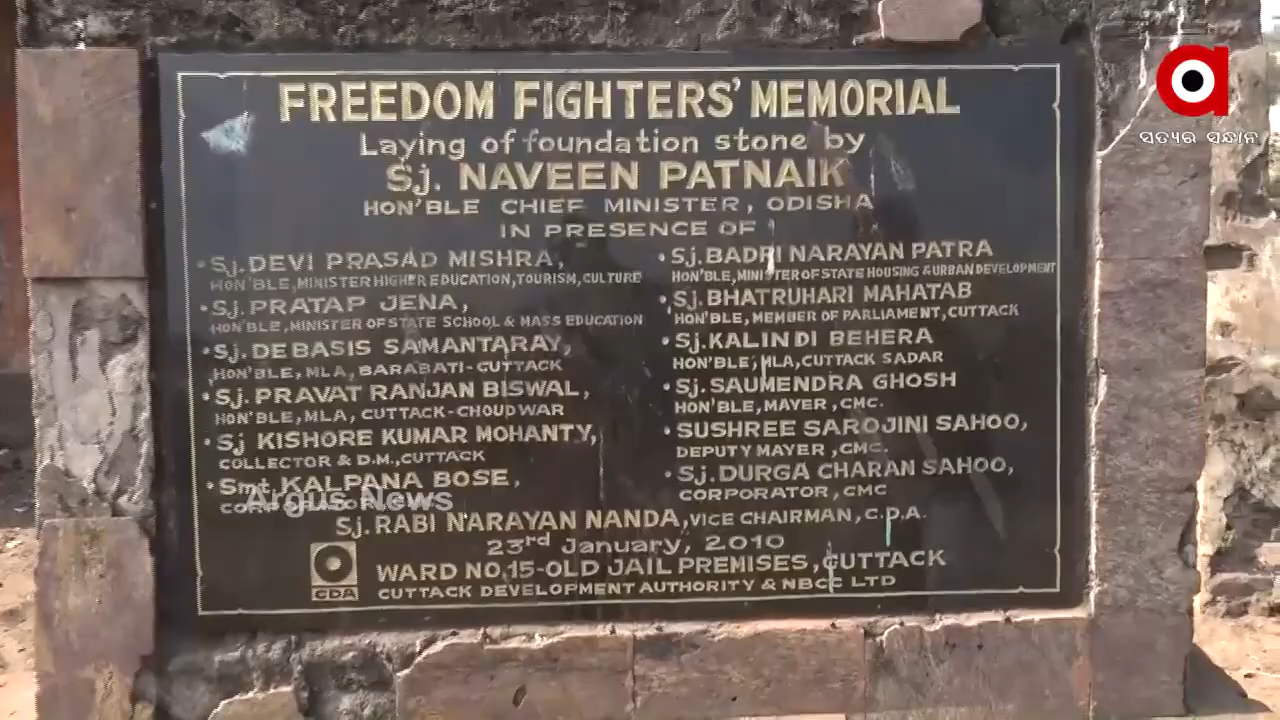 FREEDOM FIGHTERS' MEMORIAL
Laying of foundation stone by
Sj. NAVEEN PATNAIK
HON'BLE CHIEF MINISTER, ODISHA
IN PRESENCE OF
• Sj. DEVI PRASAD MISHRA,
HON'BLE, MINISTER HIGHER EDUCATION, TOURISM, CULTURE
• Sj. PRATAP JENA,
HON'BLE, MINISTER OF STATE SCHOOL & MASS EDUCATION
• Sj. DEBASIS SAMANTARAY,
HON'BLE, MLA, BARABATI-CUTTACK
• Sj. PRAVAT RANJAN BISWAL,
HON'BLE, MLA, CUTTACK-CHOUDWAR
• Sj KISHORE KUMAR MOHANTY,
COLLECTOR & D.M., CUTTACK
• Smt. KALPANA BOSE,
• Sj. BADRI NARAYAN PATRA
HON'BLE, MINISTER OF STATE HOUSING & URBAN DEVELOPMENT
• Sj. BHATRUHARI MAHATAB
HON'BLE, MEMBER OF PARLIAMENT, CUTTACK
• Sj. KALINDI BEHERA
HON'BLE, MLA, CUTTACK SADAR
• Sj. SAUMENDRA GHOSH
HON'BLE, MAYER, CMC.
• SUSHREE SAROJINI SAHOO,
DEPUTY MAYER, CMC.
• Sj. DURGA CHARAN SAHOO,
CORPORATOR, CMC
Sj. RABI NARAYAN NANDA, VICE CHAIRMAN, C.D.A.
23rd January, 2010
WARD NO. 15-OLD JAIL PREMISES, CUTTACK
CUTTACK DEVELOPMENT AUTHORITY & NBCC LTD
CDA
Argus News
ସତ୍ୟର ସନ୍ଧାନ